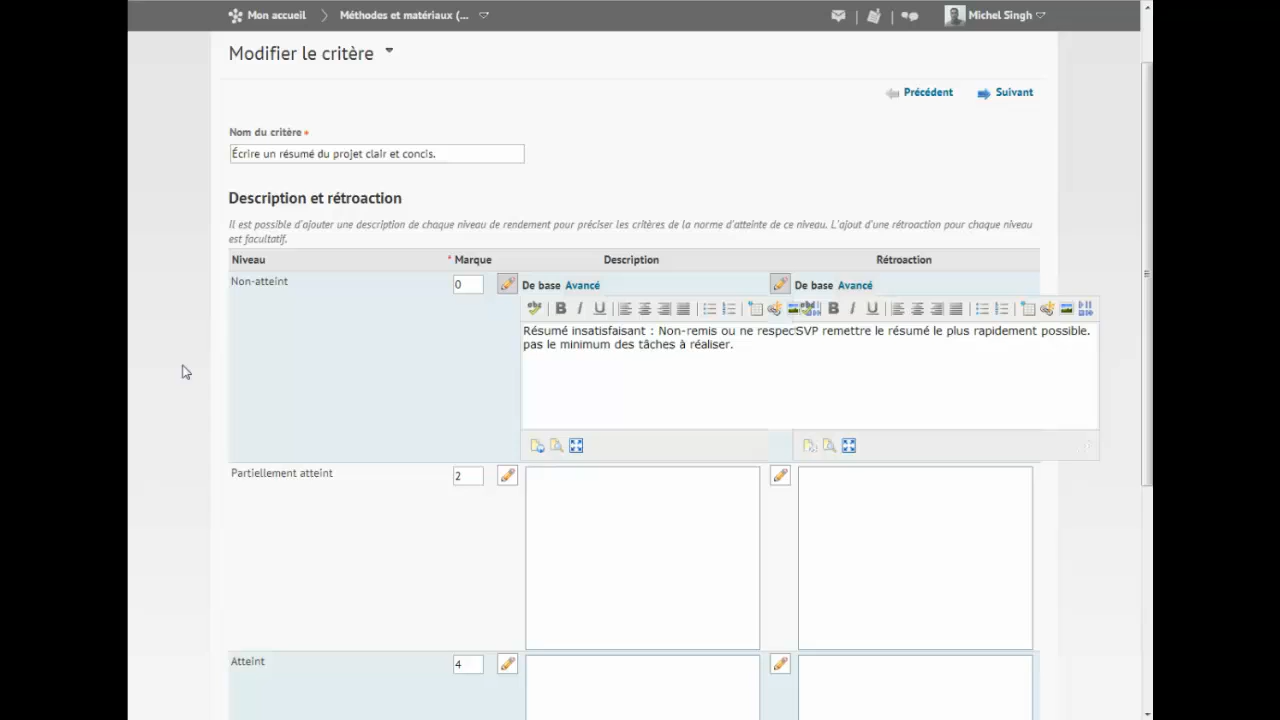 Mon accueil Méthodes et matériaux (... Michel Singh
Modifier le critère
Précédent Suivant
Nom du critère *
Écrire un résumé du projet clair et concis.
Description et rétroaction
Il est possible d'ajouter une description de chaque niveau de rendement pour préciser les critères de la norme d'atteinte de ce niveau. L'ajout d'une rétroaction pour chaque niveau
est facultatif.
Niveau * Marque Description Rétroaction
Non-atteint 0 De base Avancé De base Avancé
B I U B I U
Résumé insatisfaisant : Non-remis ou ne respec SVP remettre le résumé le plus rapidement possible.
pas le minimum des tâches à réaliser.
Partiellement atteint 2
Atteint 4